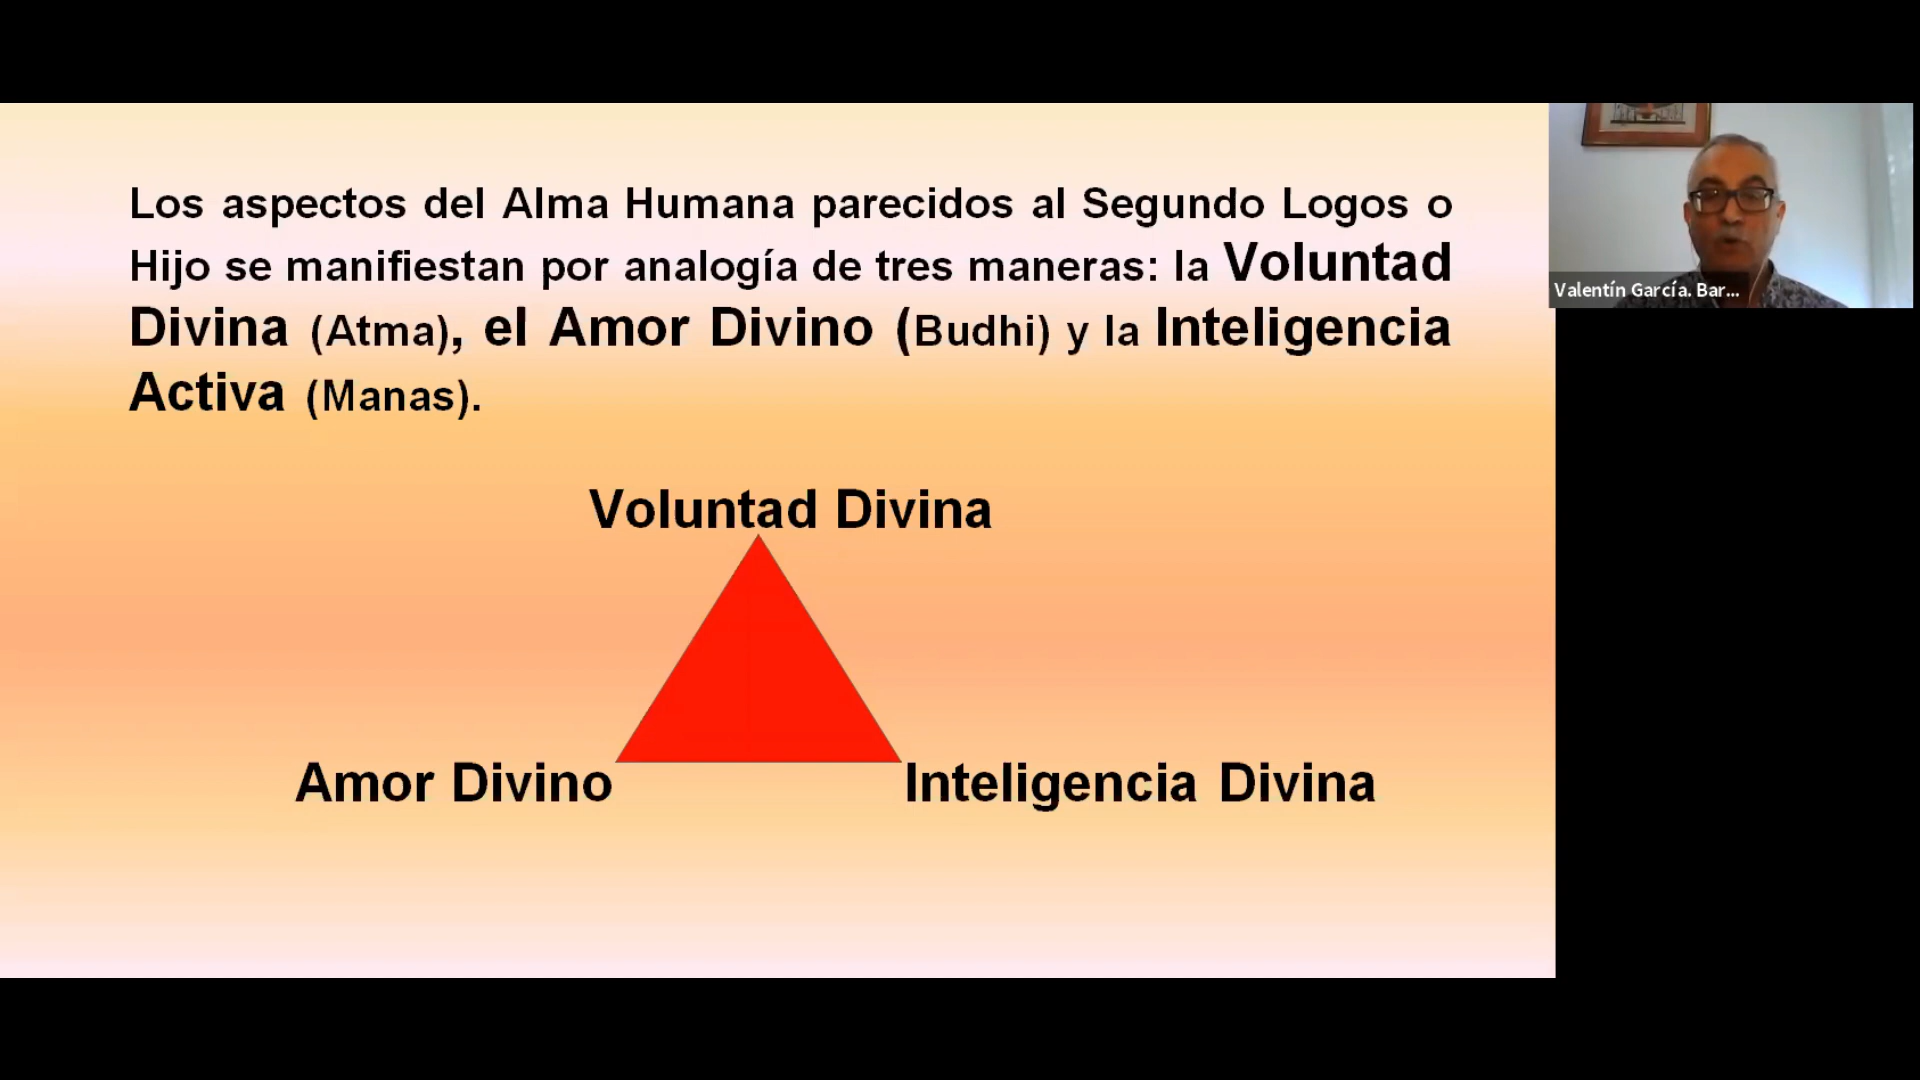 Los aspectos del Alma Humana parecidos al Segundo Logos o
Hijo se manifiestan por analogía de tres maneras: la Voluntad
Divina (Atma), el Amor Divino (Budhi) y la Inteligencia
Activa (Manas).
Voluntad Divina
Amor Divino
Inteligencia Divina
Valentín García. Bar...